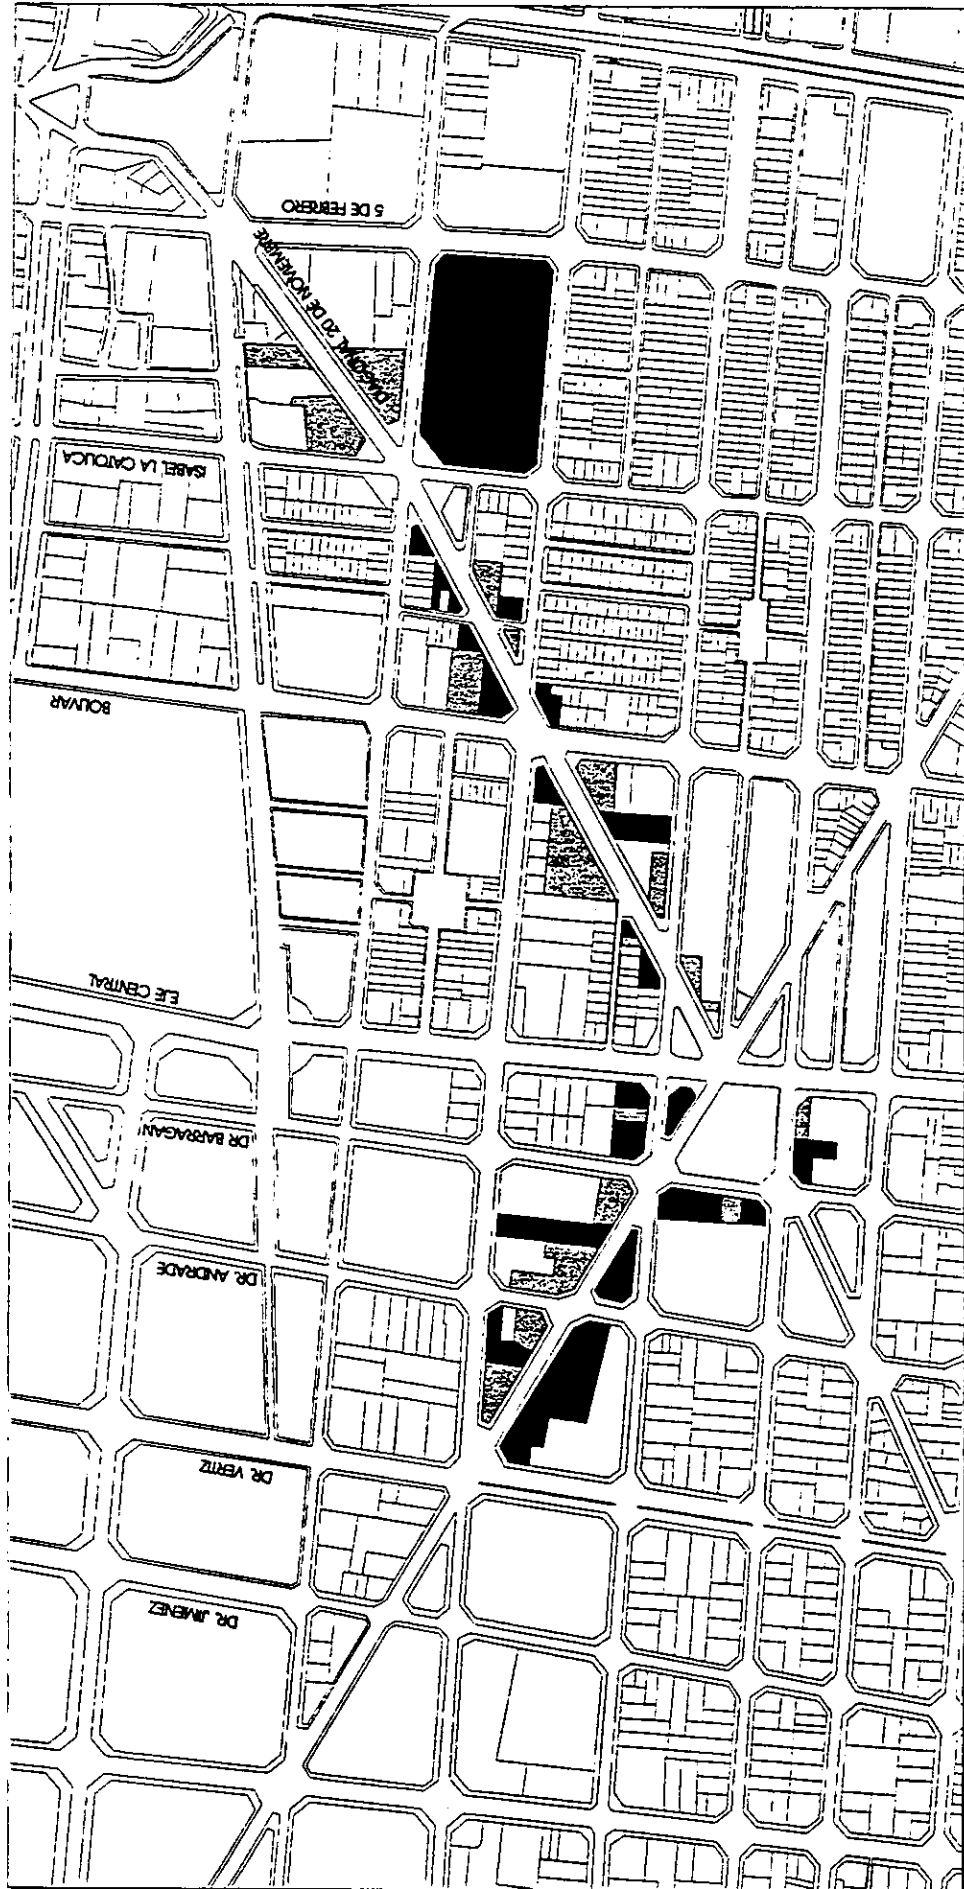 5 DE FEBRERO
DIAGONAL 20 DE NOVIEMBRE
ISABEL LA CATOLICA
BOLIVAR
EJE CENTRAL
DR BARRAGAN
DR. ANDRADE
DR. VERTIZ
DR. JIMENEZ